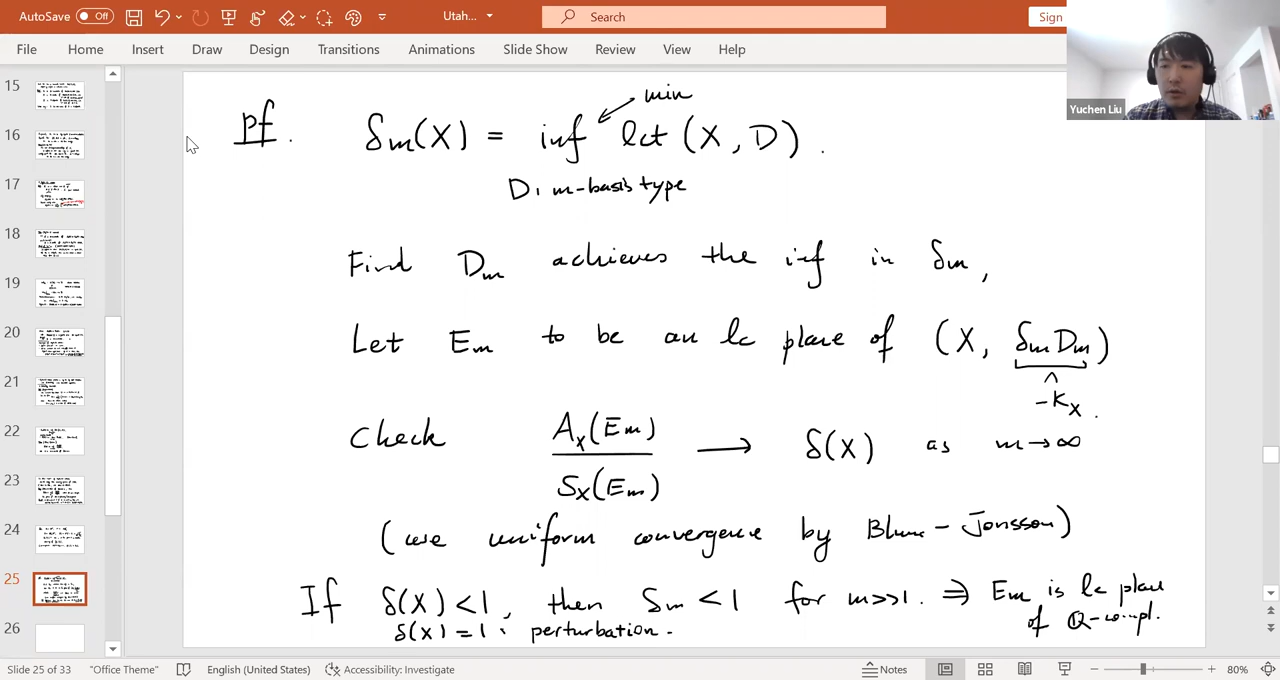 AutoSave Off Utah... Search Sign
File Home Insert Draw Design Slide Show Transitions Animations Review View Help
Yuchen Liu
15
16
17
18
19
20
21
22
23
24
25
26
min
pf. δm(X) = inf lct (X, D).
D: m-basis type
Find Dm achieves the inf in δm,
Let Em to be an lc place of (X, δmDm)
-Kx.
Check Ax(Em) / Sx(Em) → δ(X) as m→∞
(use uniform convergence by Blum-Jonsson)
If δ(X) < 1, then δm < 1 for m>>1. ⇒ Em is lc place
δ(X) = 1: perturbation. of Q-compl.
Slide 25 of 33 "Office Theme" English (United States) Accessibility: Investigate Notes 80%